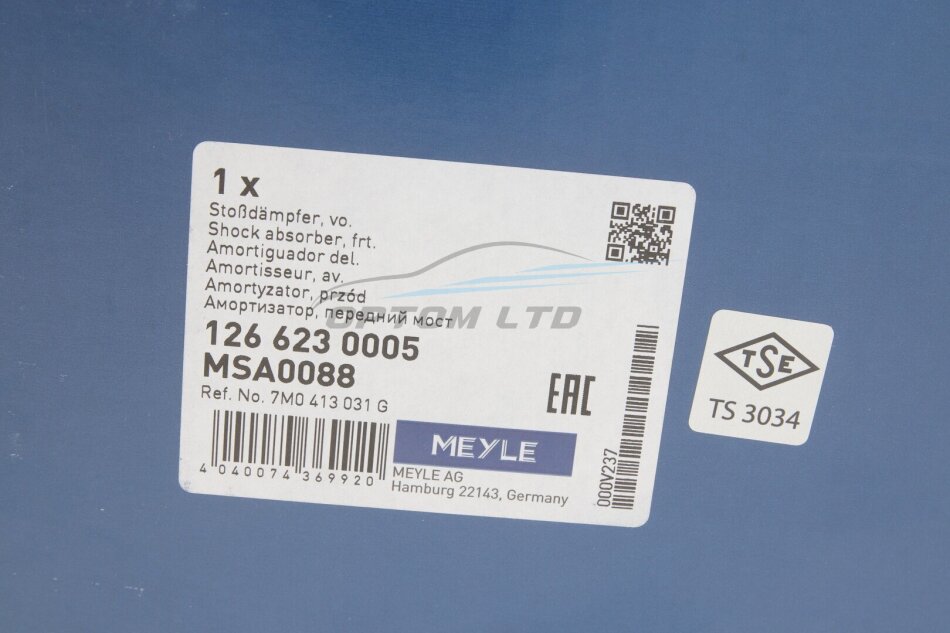 1 x
Stoßdämpfer, vo.
Shock absorber, frt.
Amortiguador del.
Amortisseur, av.
Amortyzator, przód
Амортизатор, передний мост
OPTOM LTD
126 623 0005
MSA0088
Ref. No. 7M0 413 031 G
EAC
4 040074 369920
MEYLE
MEYLE AG
Hamburg 22143, Germany
000V237
TSE
TS 3034